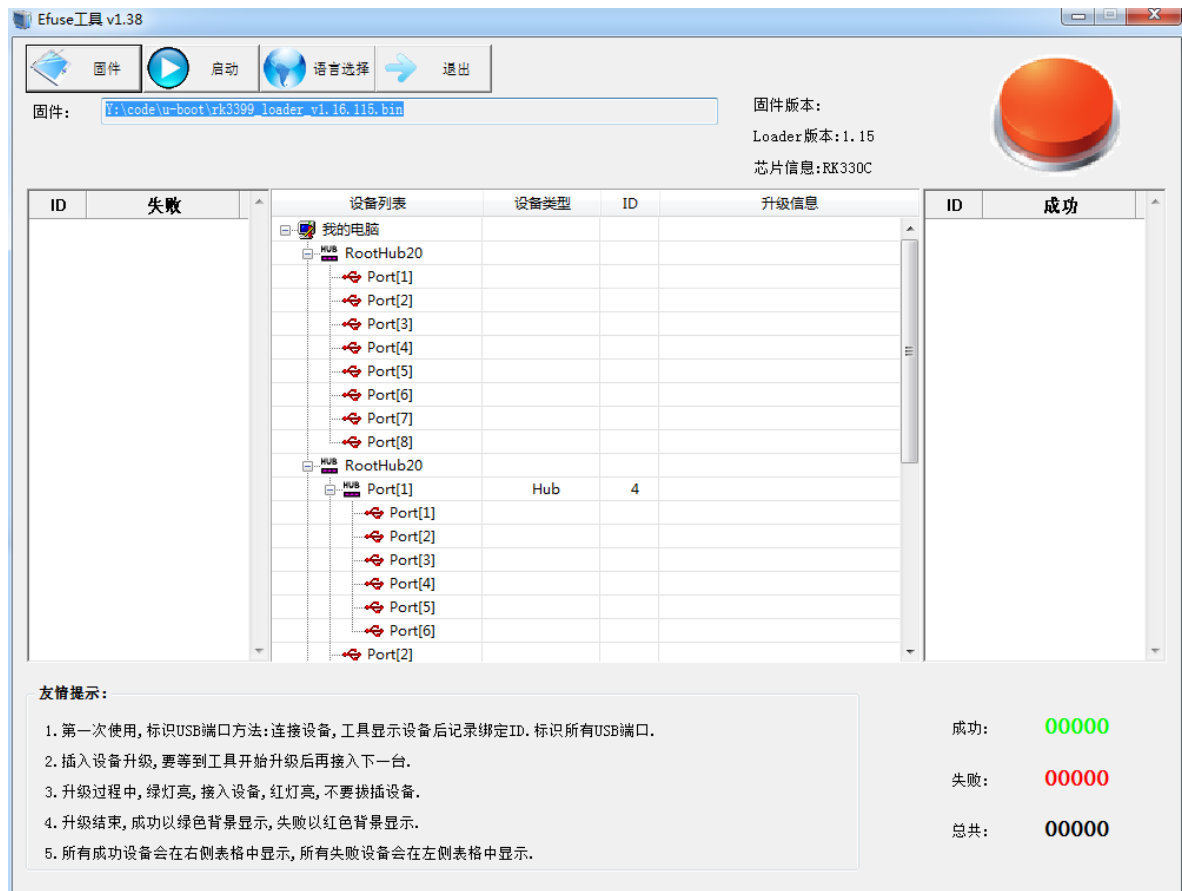 Efuse工具 v1.38
固件 启动 语言选择 退出
固件: Y:\code\u-boot\rk3399_loader_v1.16.115.bin
固件版本:
Loader版本:1.15
芯片信息:RK330C
ID 失败
设备列表 设备类型 ID 升级信息
ID 成功
我的电脑
HUB RootHub20
Port[1]
Port[2]
Port[3]
Port[4]
Port[5]
Port[6]
Port[7]
Port[8]
HUB RootHub20
HUB Port[1] Hub 4
Port[1]
Port[2]
Port[3]
Port[4]
Port[5]
Port[6]
Port[2]
友情提示:
1.第一次使用,标识USB端口方法:连接设备,工具显示设备后记录绑定ID.标识所有USB端口.
2.插入设备升级,要等到工具开始升级后再接入下一台.
3.升级过程中,绿灯亮,接入设备,红灯亮,不要拔插设备.
4.升级结束,成功以绿色背景显示,失败以红色背景显示.
5.所有成功设备会在右侧表格中显示,所有失败设备会在左侧表格中显示.
成功: 00000
失败: 00000
总共: 00000